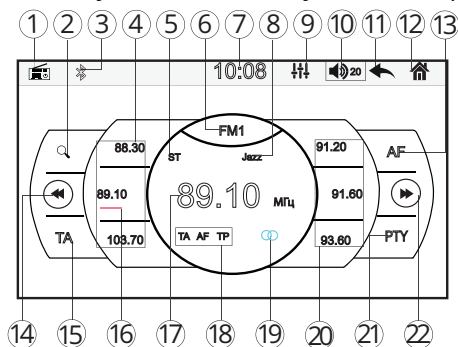 1 2 3 4 5 6 7 8 9 10 11 12 13
10:08 20
FM1
88.30 ST Jazz 91.20 AF
89.10 89.10 МГц 91.60
TA 103.70 TA AF TP 93.60 PTY
14 15 16 17 18 19 20 21 22